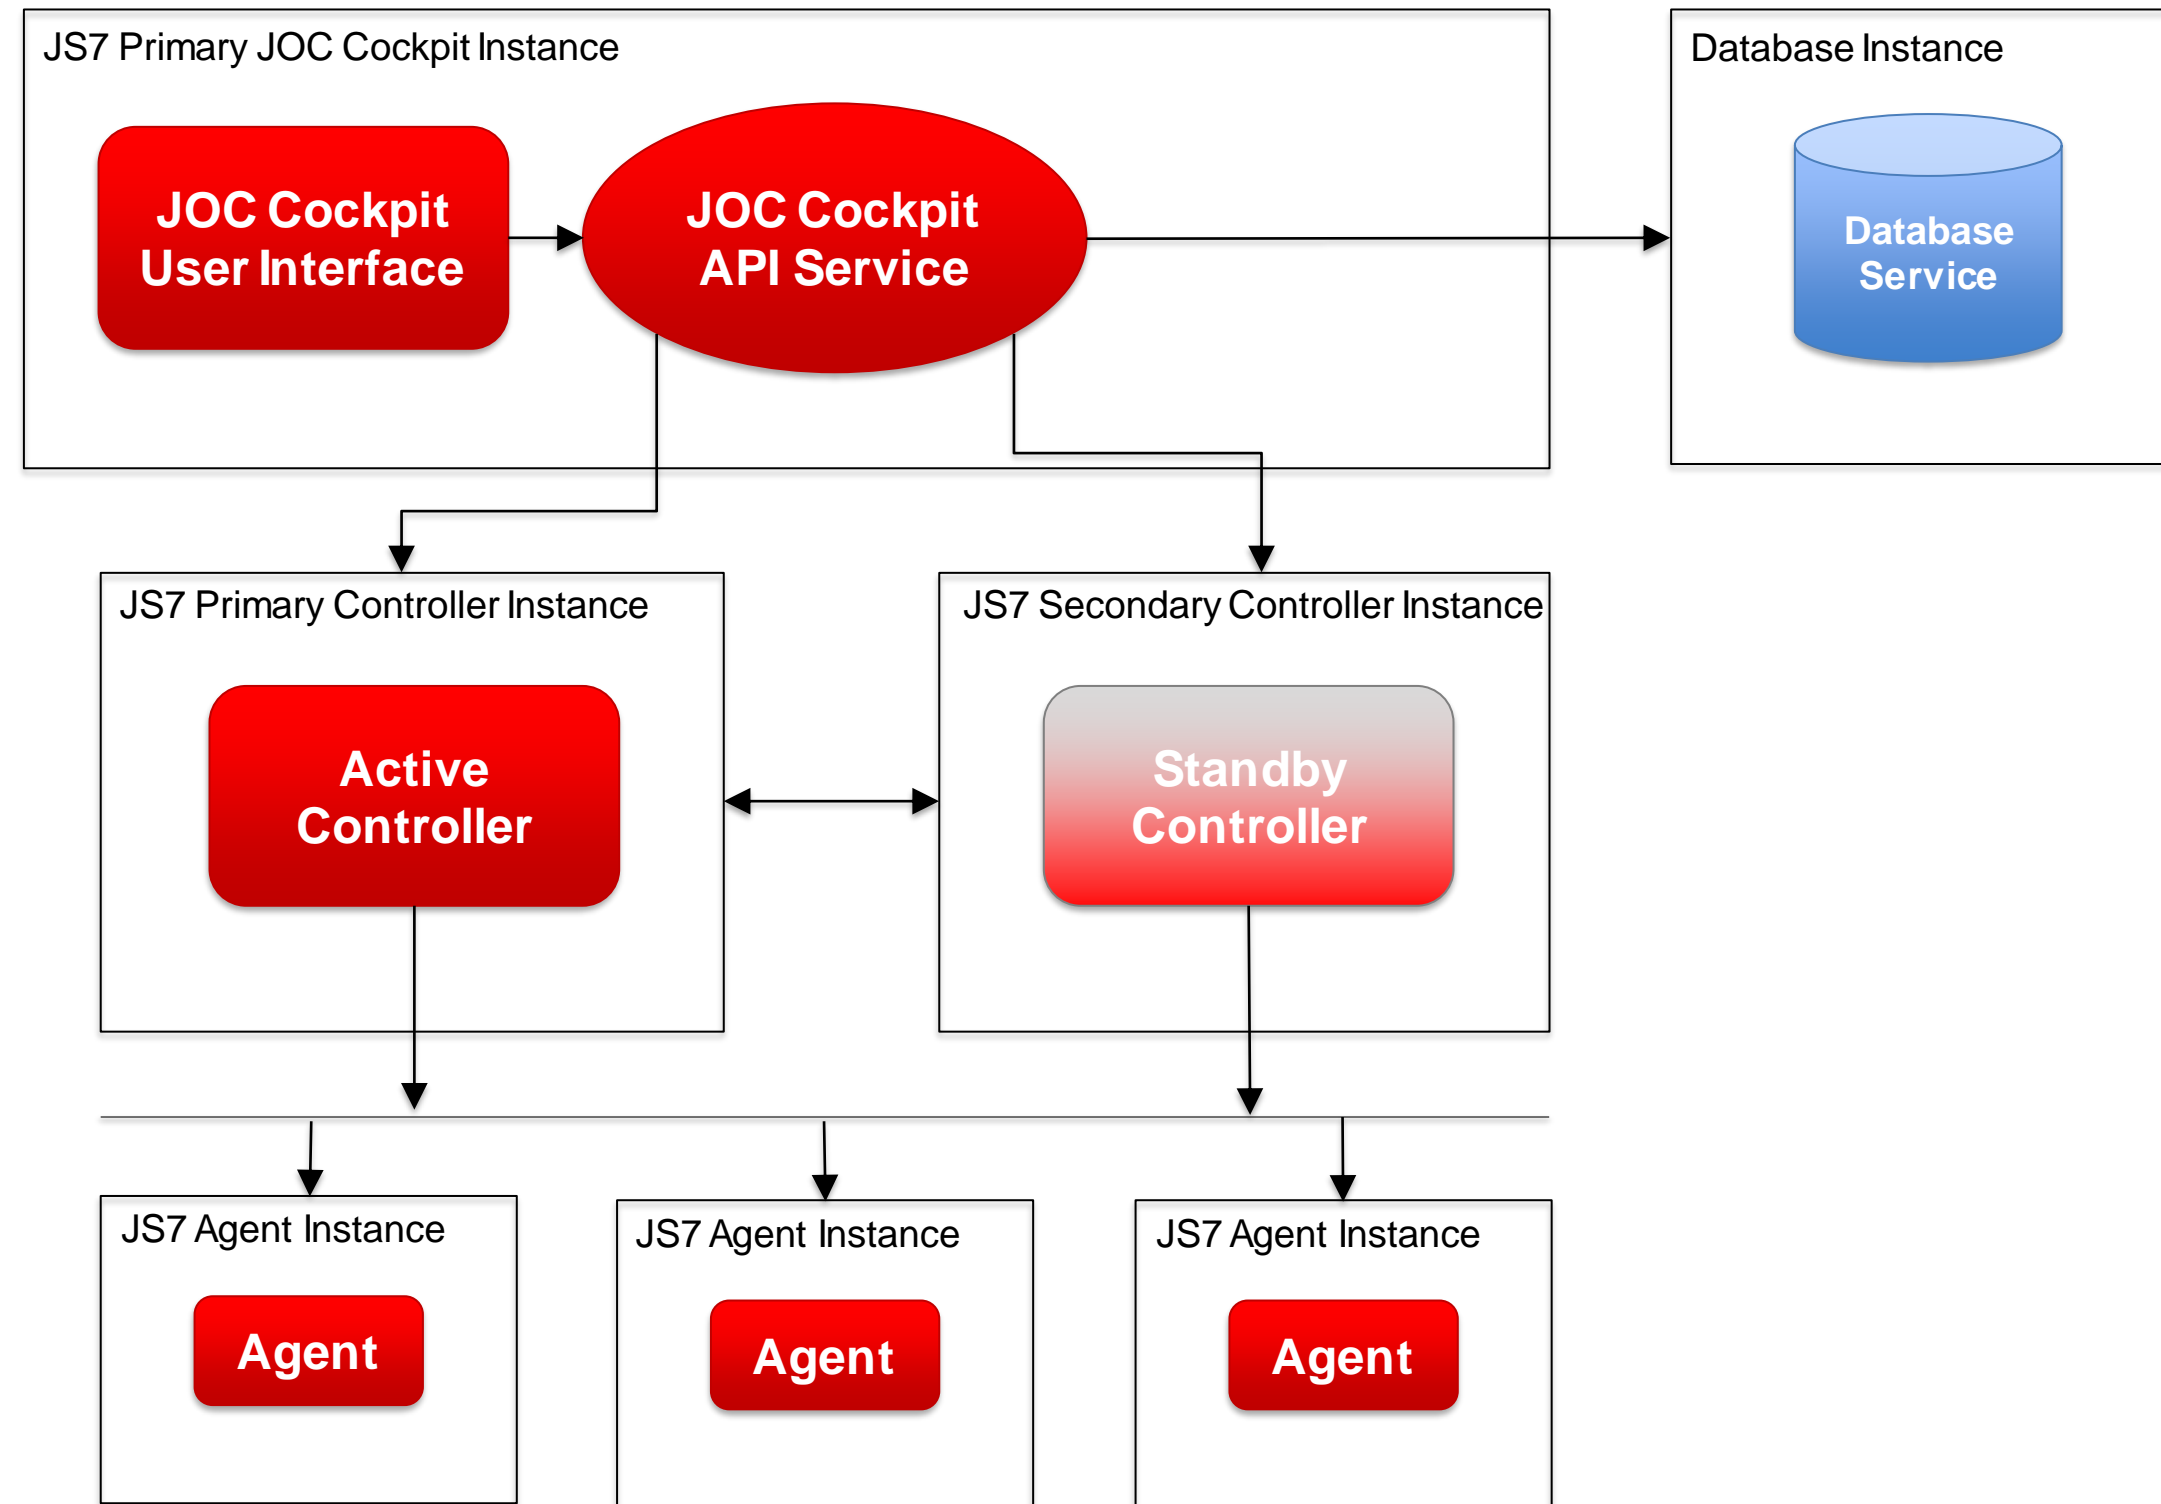 JS7 Primary JOC Cockpit Instance
Database Instance
JOC Cockpit
User Interface
JOC Cockpit
API Service
Database
Service
JS7 Primary Controller Instance
JS7 Secondary Controller Instance
Active
Controller
Standby
Controller
JS7 Agent Instance
JS7 Agent Instance
JS7 Agent Instance
Agent
Agent
Agent